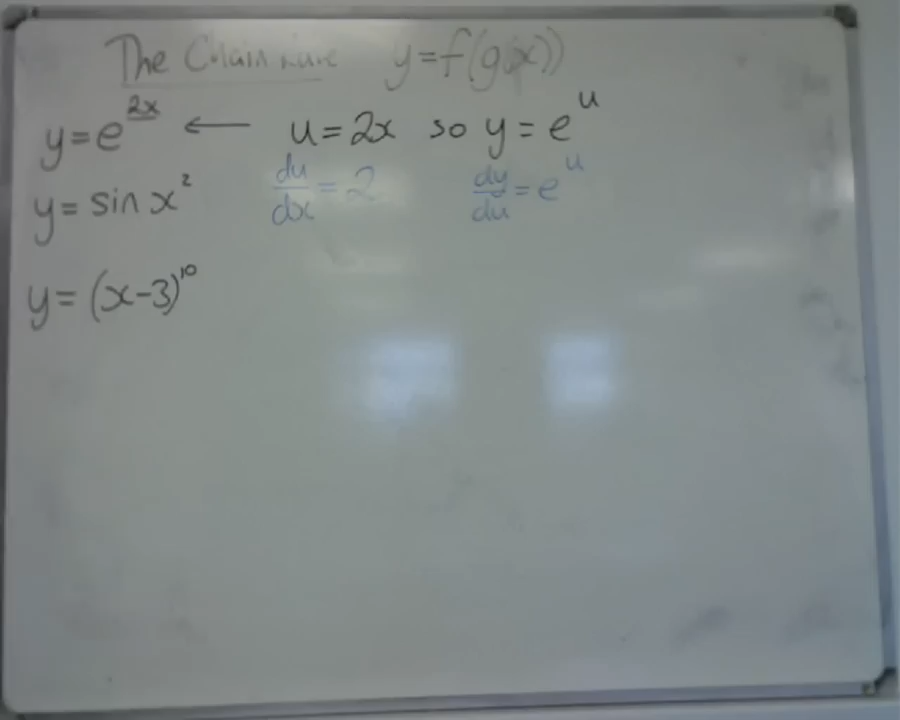 The Chain Rule y=f(g(x))
y=e^{2x} ← u=2x so y=e^{u}
y=sin x² du/dx=2 dy/du=e^{u}
y=(x-3)^{10}